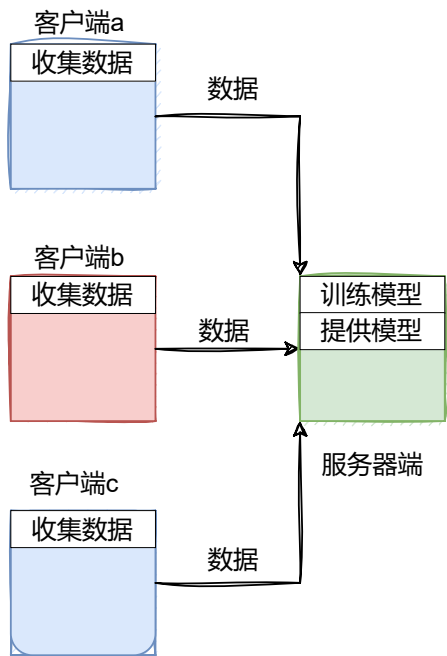 客户端a
收集数据
数据
客户端b
收集数据
数据
训练模型
提供模型
服务器端
客户端c
收集数据
数据